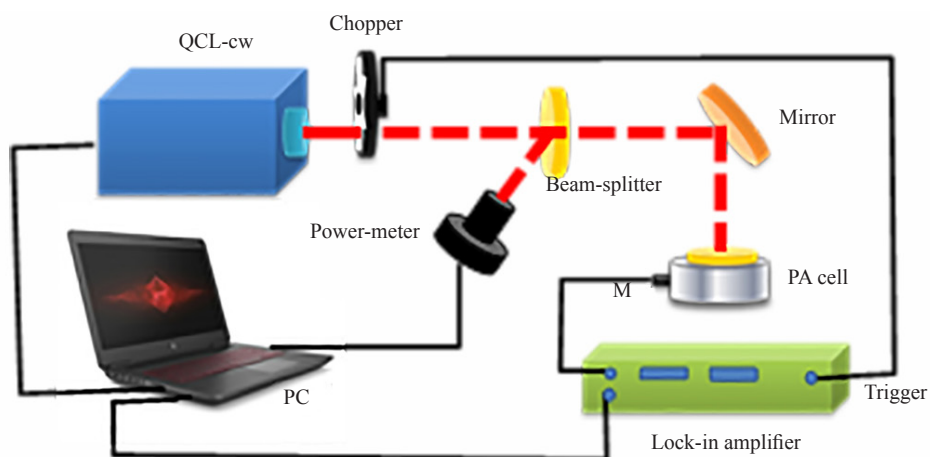 Chopper
QCL-cw
Mirror
Beam-splitter
Power-meter
M
PA cell
PC
Trigger
Lock-in amplifier